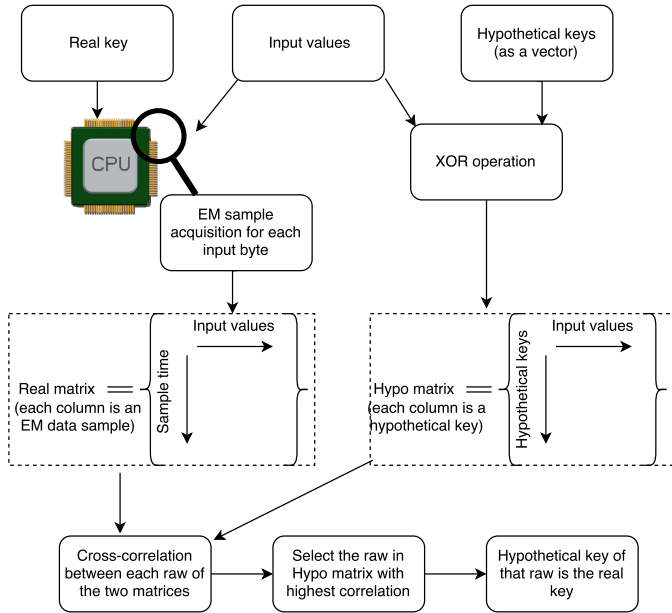 Real key
Input values
Hypothetical keys
(as a vector)
CPU
XOR operation
EM sample
acquisition for each
input byte
Input values
Sample time
Real matrix
(each column is an
EM data sample)
Input values
Hypothetical keys
Hypo matrix
(each column is a
hypothetical key)
Cross-correlation
between each raw of
the two matrices
Select the raw in
Hypo matrix with
highest correlation
Hypothetical key of
that raw is the real
key